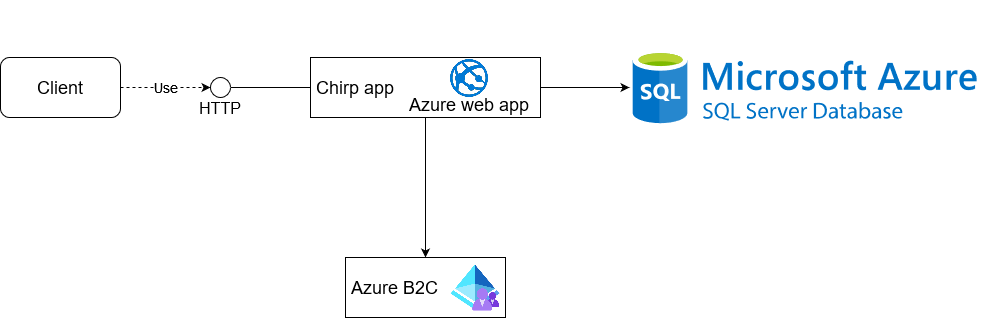 Client
Use
HTTP
Chirp app
Azure web app
SQL
Microsoft Azure
SQL Server Database
Azure B2C